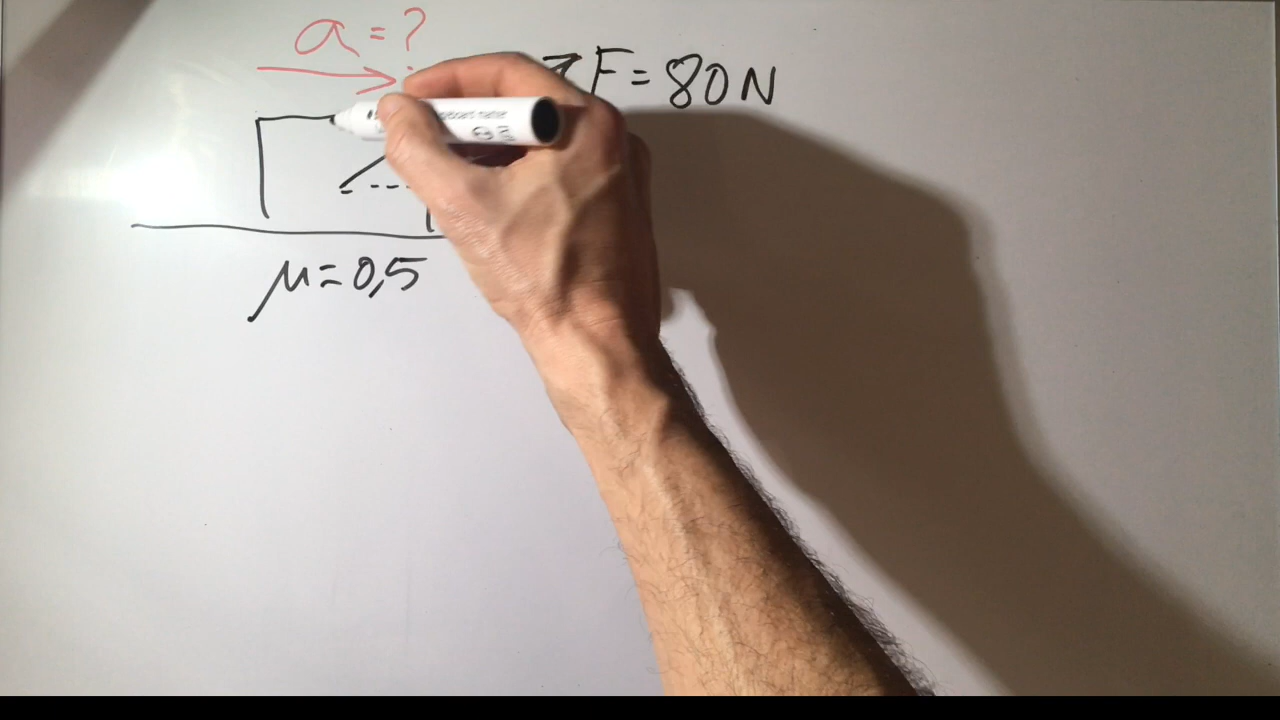 a = ?
F = 80 N
μ = 0,5